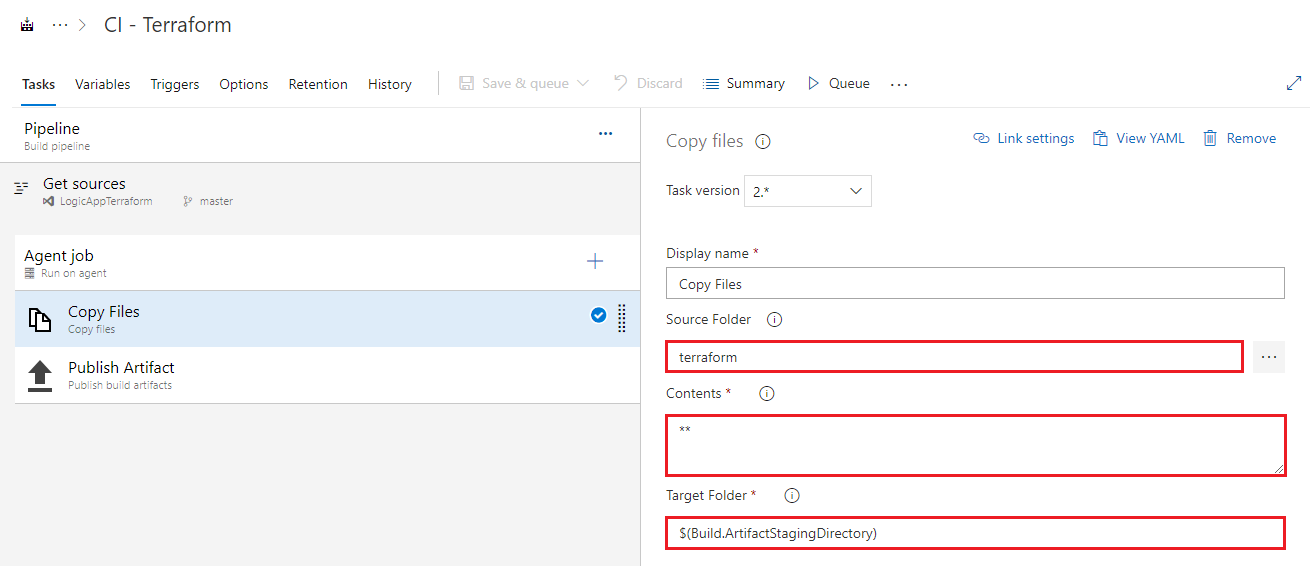 ··· > CI - Terraform
Tasks Variables Triggers Options Retention History Save & queue Discard Summary Queue ···
Pipeline ···
Build pipeline
Get sources
LogicAppTerraform master
Agent job
Run on agent
Copy Files
Copy files
Publish Artifact
Publish build artifacts
Copy files Link settings View YAML Remove
Task version 2.*
Display name *
Copy Files
Source Folder
terraform ···
Contents *
**
Target Folder *
$(Build.ArtifactStagingDirectory)